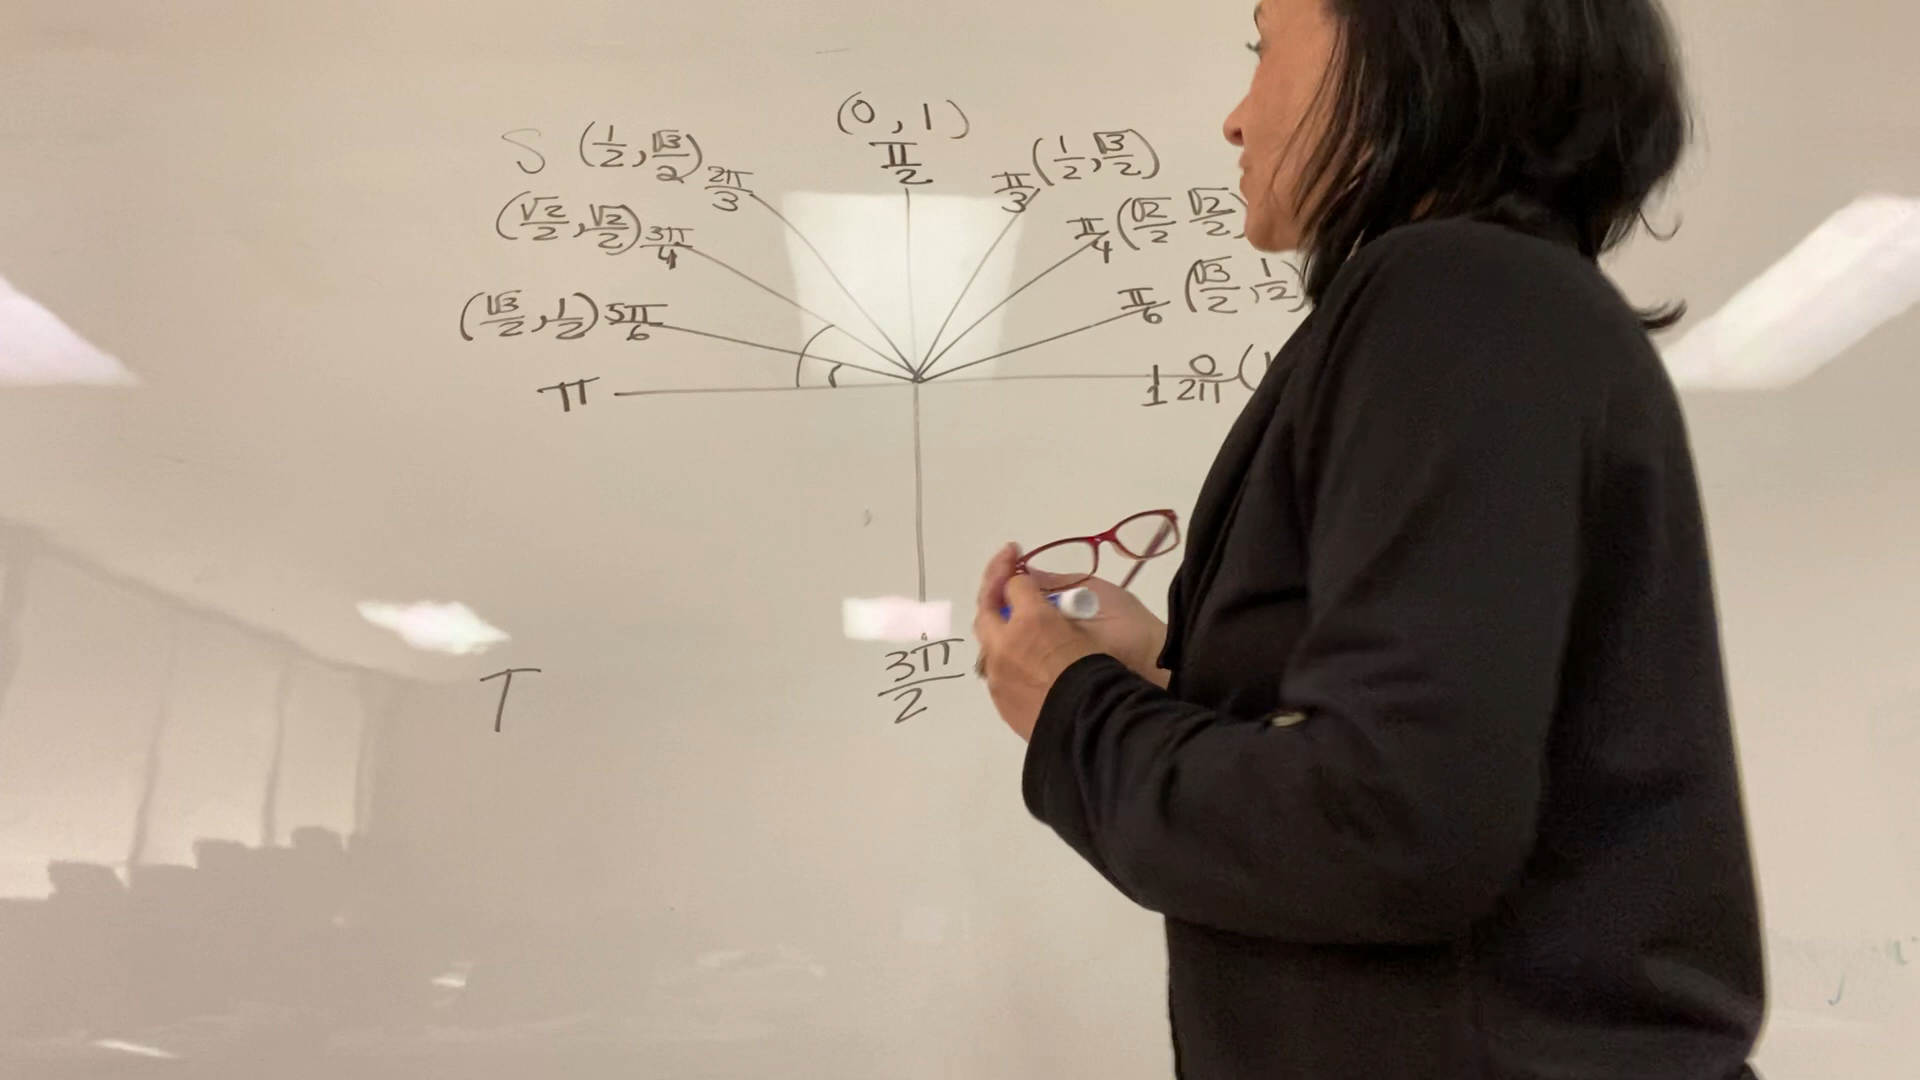 (0, 1)
π/2
S (1/2, √3/2) 2π/3
π/3 (1/2, √3/2)
(√2/2, √2/2) 3π/4
π/4 (√2/2 √2/2)
(√3/2, 1/2) 5π/6
π/6 (√3/2, 1/2)
π
1 0/2π (
T
3π/2